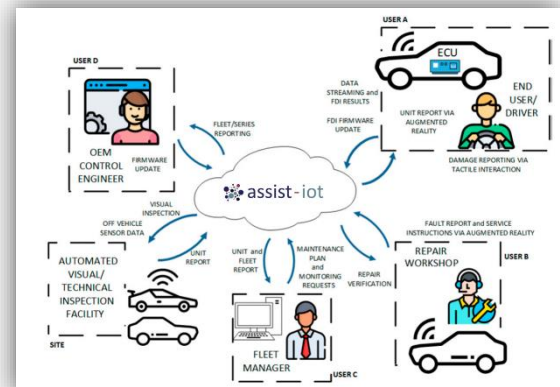 USER A
ECU
END
USER/
DRIVER
DATA
STREAMING and
FDI RESULTS
UNIT REPORT VIA
AUGMENTED
REALITY
FDI FIRMWARE
UPDATE
DAMAGE REPORTING VIA
TACTILE INTERACTION
USER D
OEM
CONTROL
ENGINEER
FIRMWARE
UPDATE
FLEET/SERIES
REPORTING
assist-iot
VISUAL
INSPECTION
OFF VEHICLE
SENSOR DATA
UNIT
REPORT
AUTOMATED
VISUAL/
TECHNICAL
INSPECTION
FACILITY
SITE
UNIT and
FLEET
REPORT
MAINTENANCE
PLAN
and
MONITORING
REQUESTS
FLEET
MANAGER
USER C
FAULT REPORT and SERVICE
INSTRUCTIONS VIA AUGMENTED REALITY
REPAIR
VERIFICATION
REPAIR
WORKSHOP
USER B